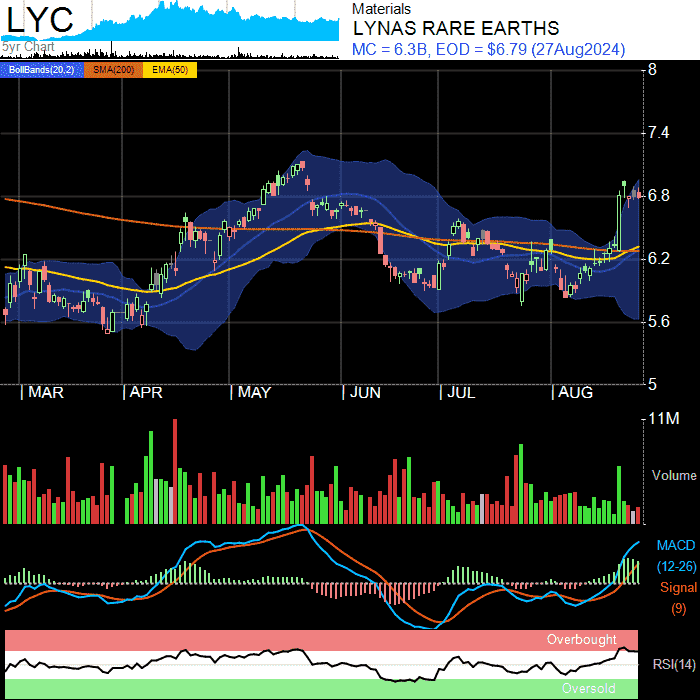 LYC
5yr Chart
Materials
LYNAS RARE EARTHS
MC = 6.3B, EOD = $6.79 (27Aug2024)
BollBands(20,2) SMA(200) EMA(50)
8
7.4
6.8
6.2
5.6
5
| MAR | APR | MAY | JUN | JUL | AUG
11M
Volume
MACD
(12-26)
Signal
(9)
Overbought
RSI(14)
Oversold